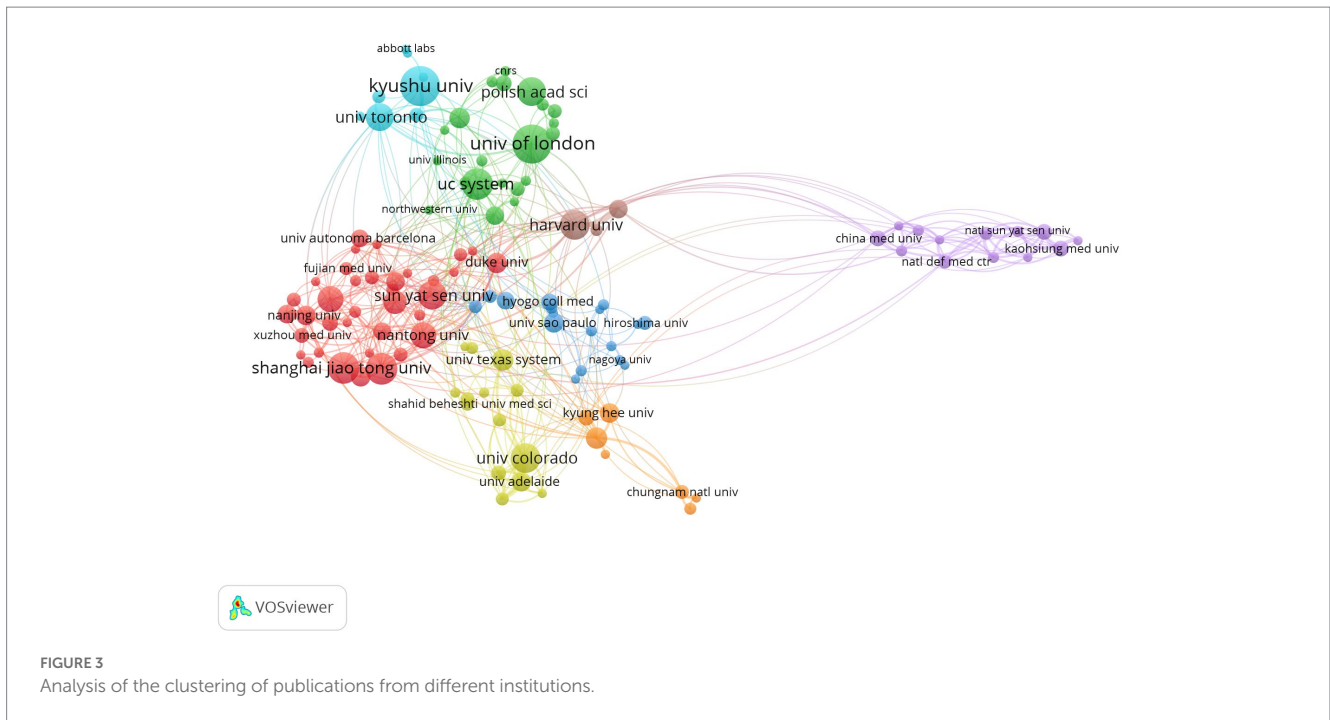 abbott labs
cnrs
kyushu univ
polish acad sci
univ toronto
univ of london
univ illinois
uc system
northwestern univ
harvard univ
univ autonoma barcelona
china med univ
natl sun yat sen univ
kaohsiung med univ
natl def med ctr
duke univ
fujian med univ
sun yat sen univ
hyogo coll med
nanjing univ
univ sao paulo
hiroshima univ
xuzhou med univ
nantong univ
univ texas system
nagoya univ
shanghai jiao tong univ
shahid beheshti univ med sci
kyung hee univ
univ colorado
univ adelaide
chungnam natl univ
VOSviewer
FIGURE 3
Analysis of the clustering of publications from different institutions.